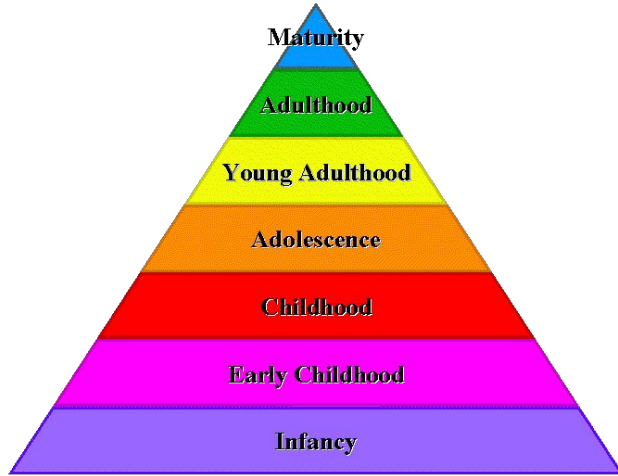 Maturity
Adulthood
Young Adulthood
Adolescence
Childhood
Early Childhood
Infancy